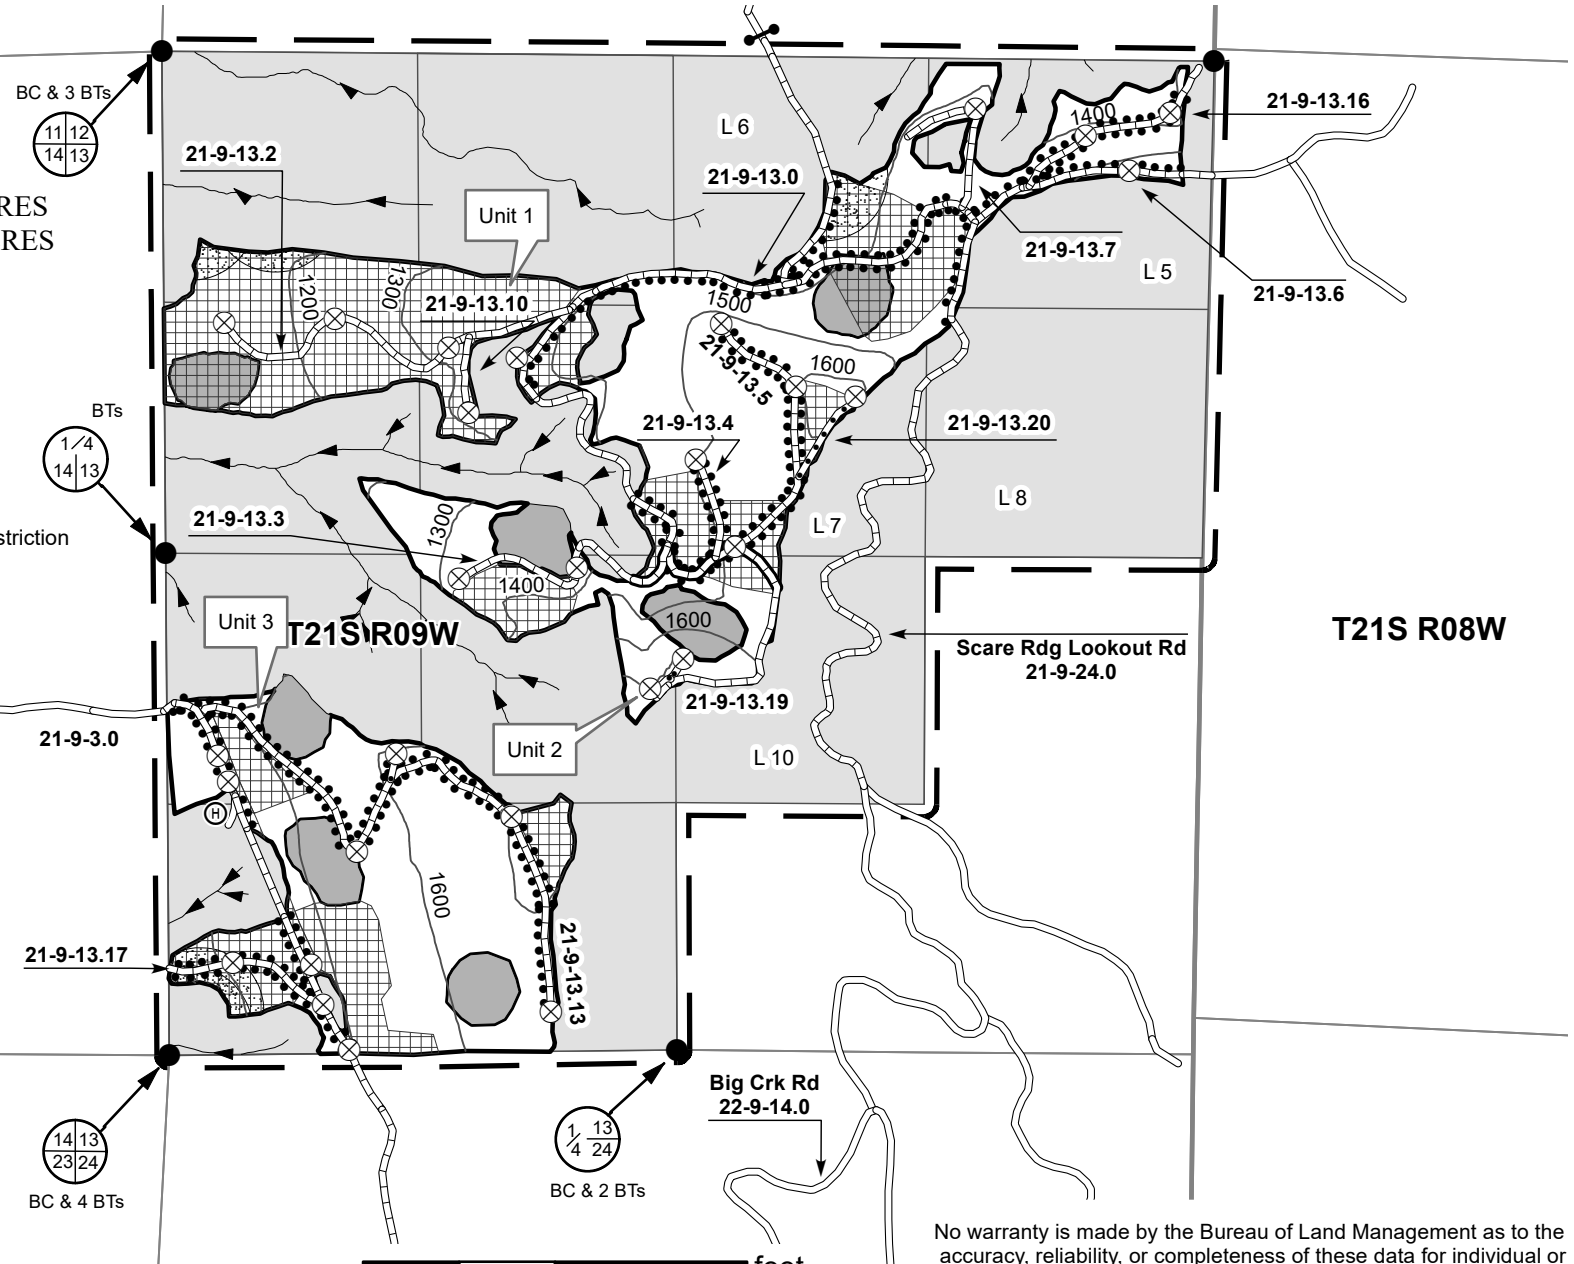 BC & 3 BTs
11 12
14 13
RES
RES
21-9-13.2
L 6
21-9-13.0
Unit 1
1400
21-9-13.16
21-9-13.7
L 5
21-9-13.6
1200
1300
21-9-13.10
1500
21-9-13.5
1600
BTs
1/4
14 13
21-9-13.4
21-9-13.20
L 8
L 7
striction
21-9-13.3
1300
1400
Unit 3
T21S R09W
1600
T21S R08W
Scare Rdg Lookout Rd
21-9-24.0
21-9-13.19
21-9-3.0
Unit 2
L 10
H
1600
21-9-13.17
21-9-13.13
14 13
23 24
BC & 4 BTs
1/4 13
24
BC & 2 BTs
Big Crk Rd
22-9-14.0
No warranty is made by the Bureau of Land Management as to the
accuracy, reliability, or completeness of these data for individual or
feet